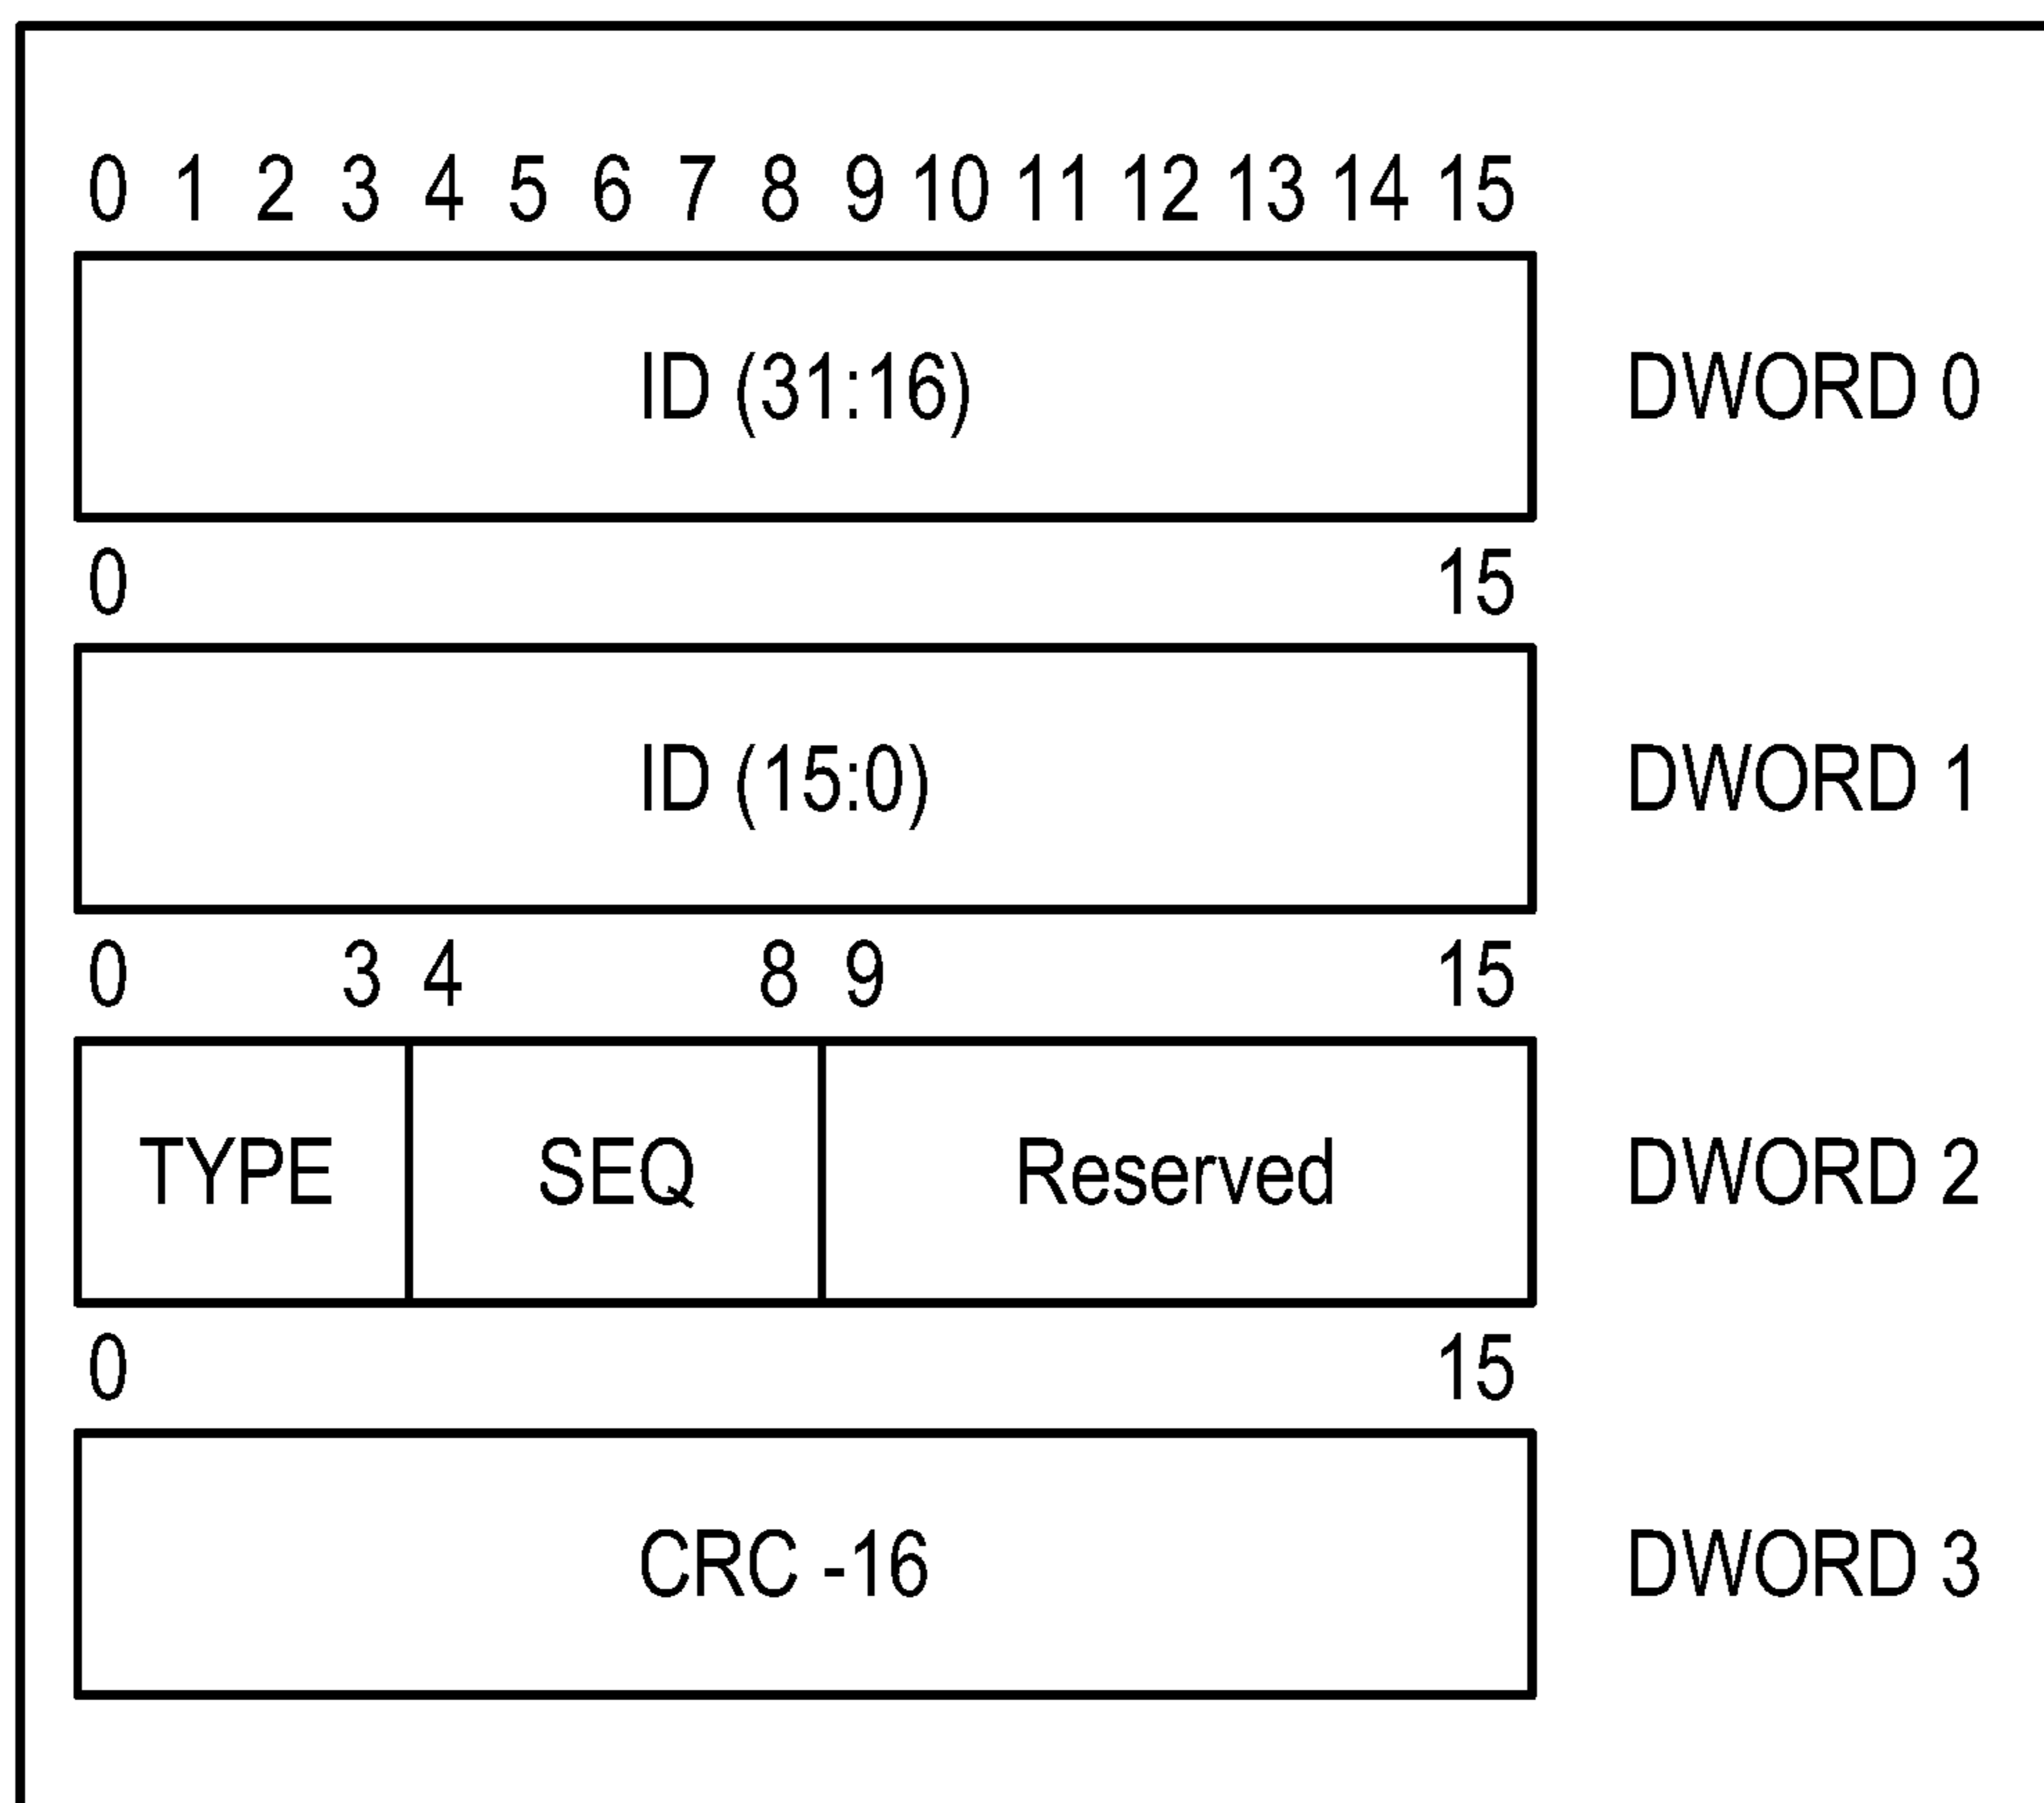 0 1 2 3 4 5 6 7 8 9 10 11 12 13 14 15
ID (31:16) DWORD 0
0 15
ID (15:0) DWORD 1
0 3 4 8 9 15
TYPE SEQ Reserved DWORD 2
0 15
CRC -16 DWORD 3